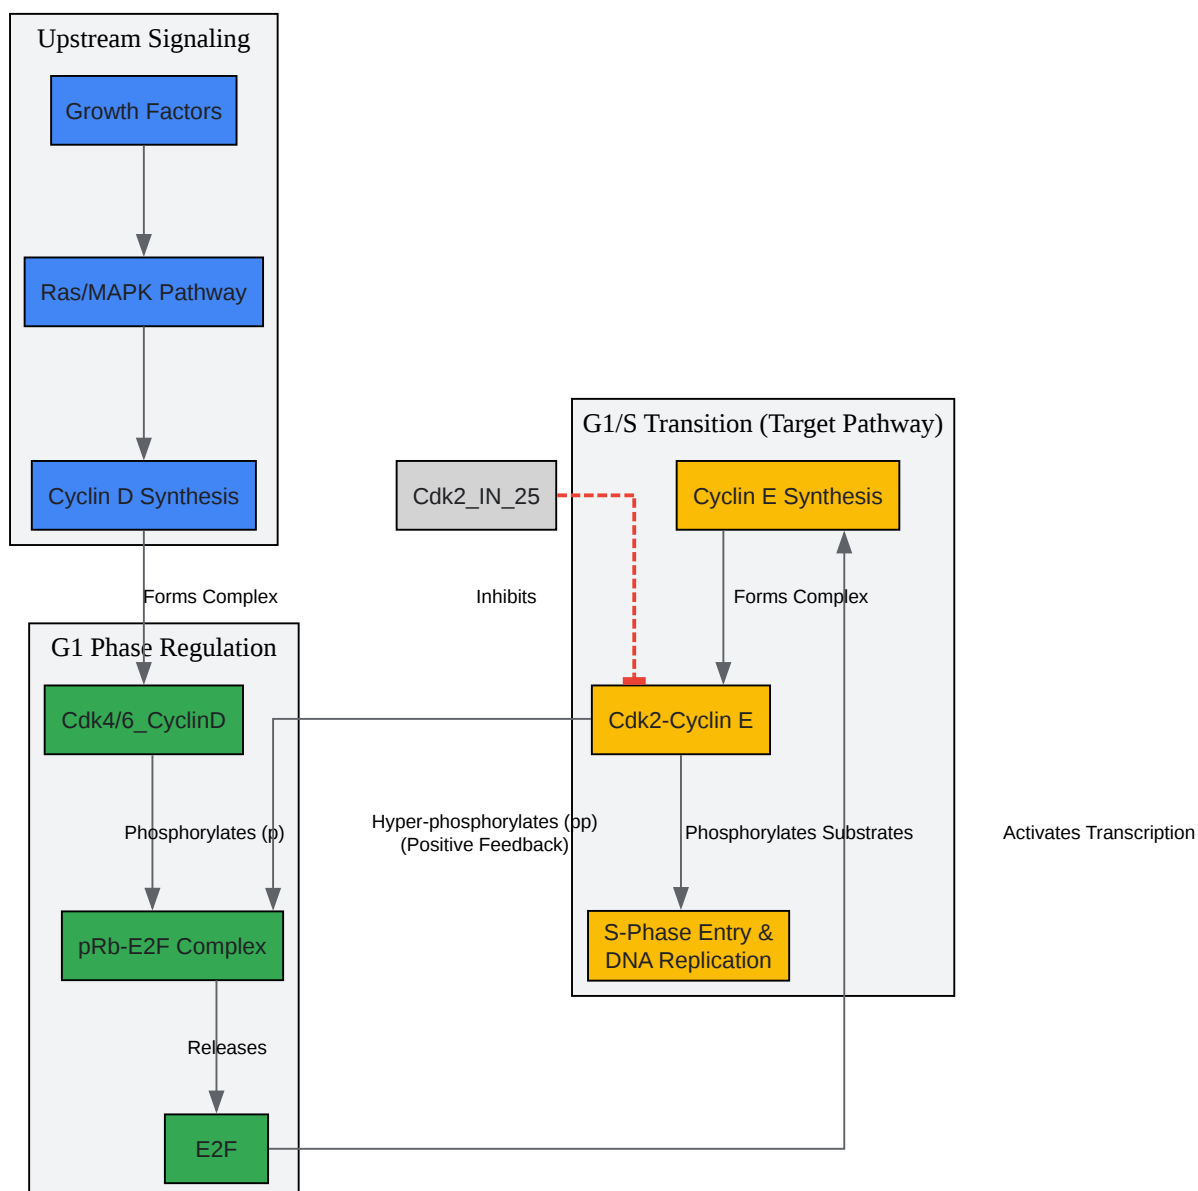 Upstream Signaling
Growth Factors
Ras/MAPK Pathway
Cyclin D Synthesis
Forms Complex
G1 Phase Regulation
Cdk4/6_CyclinD
Phosphorylates (p)
pRb-E2F Complex
Releases
E2F
Cdk2_IN_25
Inhibits
Hyper-phosphorylates (pp)
(Positive Feedback)
G1/S Transition (Target Pathway)
Cyclin E Synthesis
Forms Complex
Cdk2-Cyclin E
Phosphorylates Substrates
S-Phase Entry &
DNA Replication
Activates Transcription